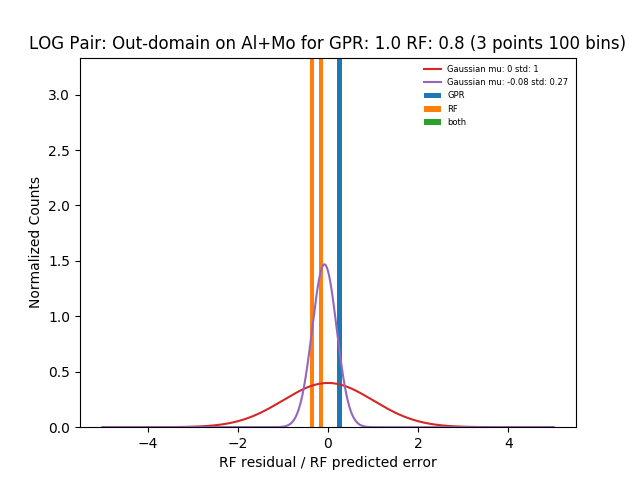 LOG Pair: Out-domain on Al+Mo for GPR: 1.0 RF: 0.8 (3 points 100 bins)
Gaussian mu: 0 std: 1
Gaussian mu: -0.08 std: 0.27
GPR
RF
both
Normalized Counts
3.0
2.5
2.0
1.5
1.0
0.5
0.0
−4
−2
0
2
4
RF residual / RF predicted error